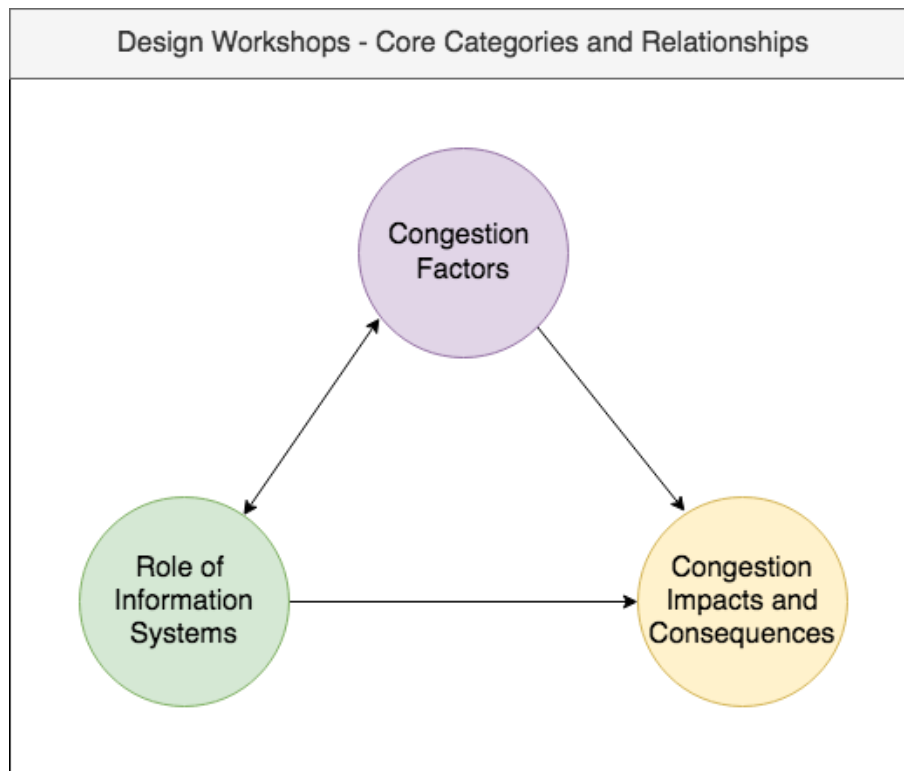 Design Workshops - Core Categories and Relationships
Congestion
Factors
Role of
Information
Systems
Congestion
Impacts and
Consequences